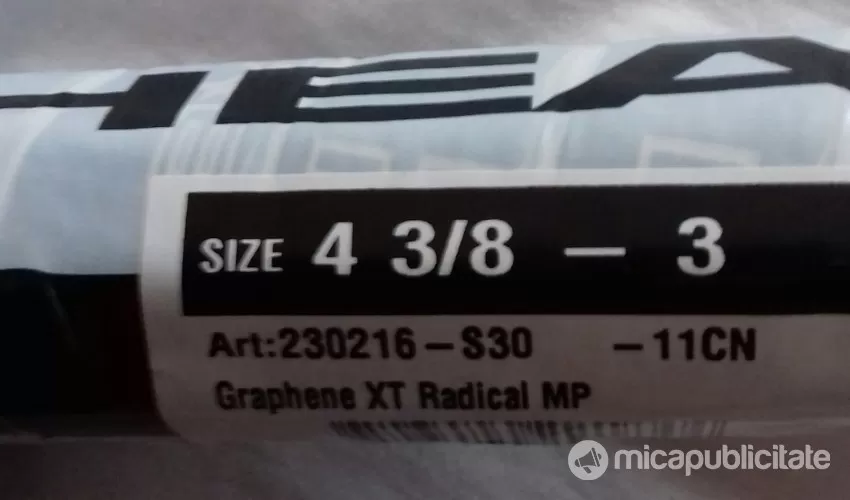 HEA
SIZE 4 3/8 – 3
Art:230216–S30 –11CN
Graphene XT Radical MP
micapublicitate